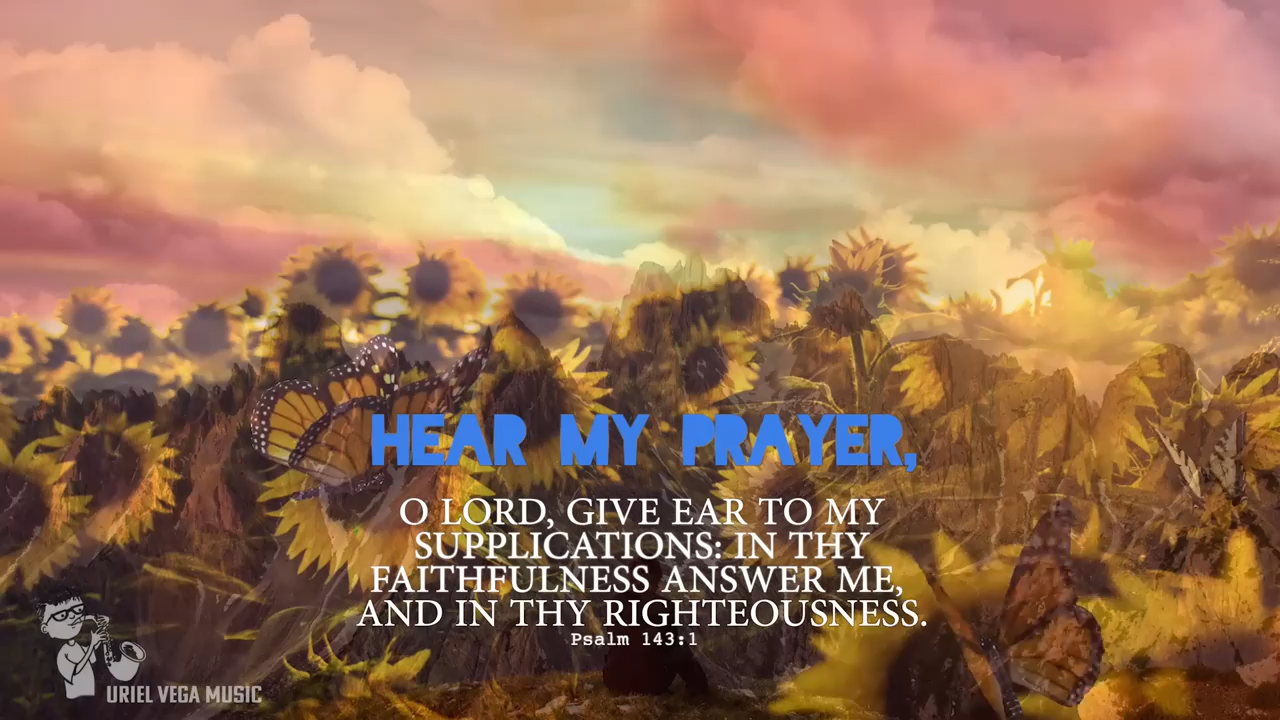 HEAR MY PRAYER,
O LORD, GIVE EAR TO MY
SUPPLICATIONS: IN THY
FAITHFULNESS ANSWER ME,
AND IN THY RIGHTEOUSNESS.
Psalm 143:1
URIEL VEGA MUSIC